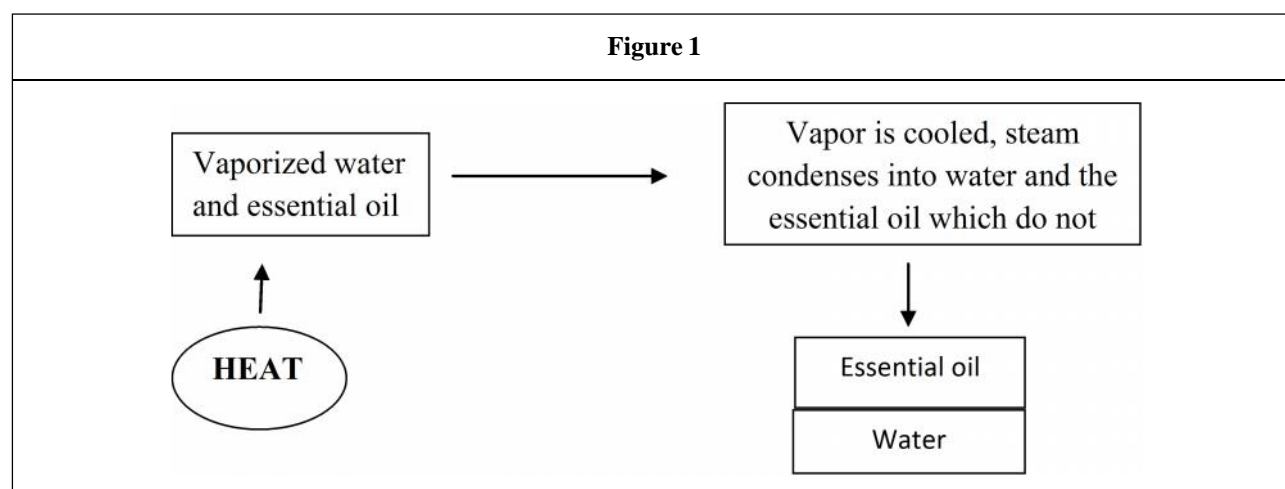 Figure 1
Vaporized water
and essential oil
Vapor is cooled, steam
condenses into water and the
essential oil which do not
HEAT
Essential oil
Water